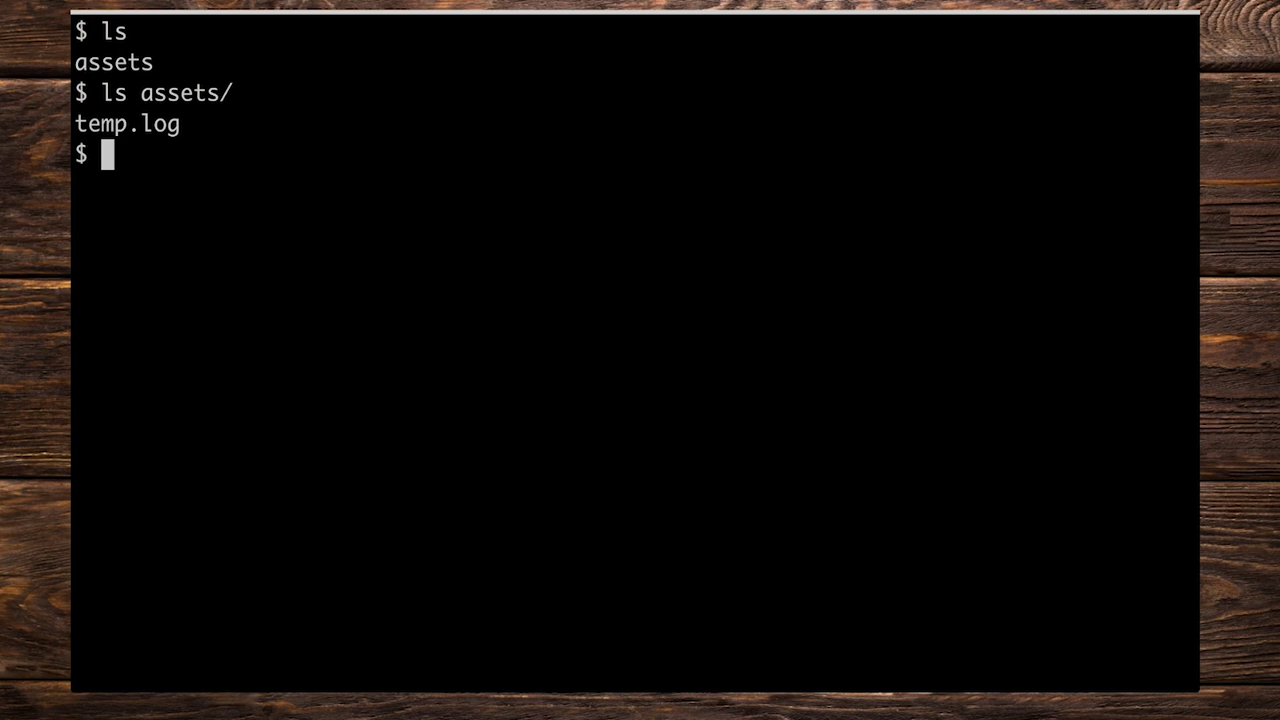 $ ls
assets
$ ls assets/
temp.log
$